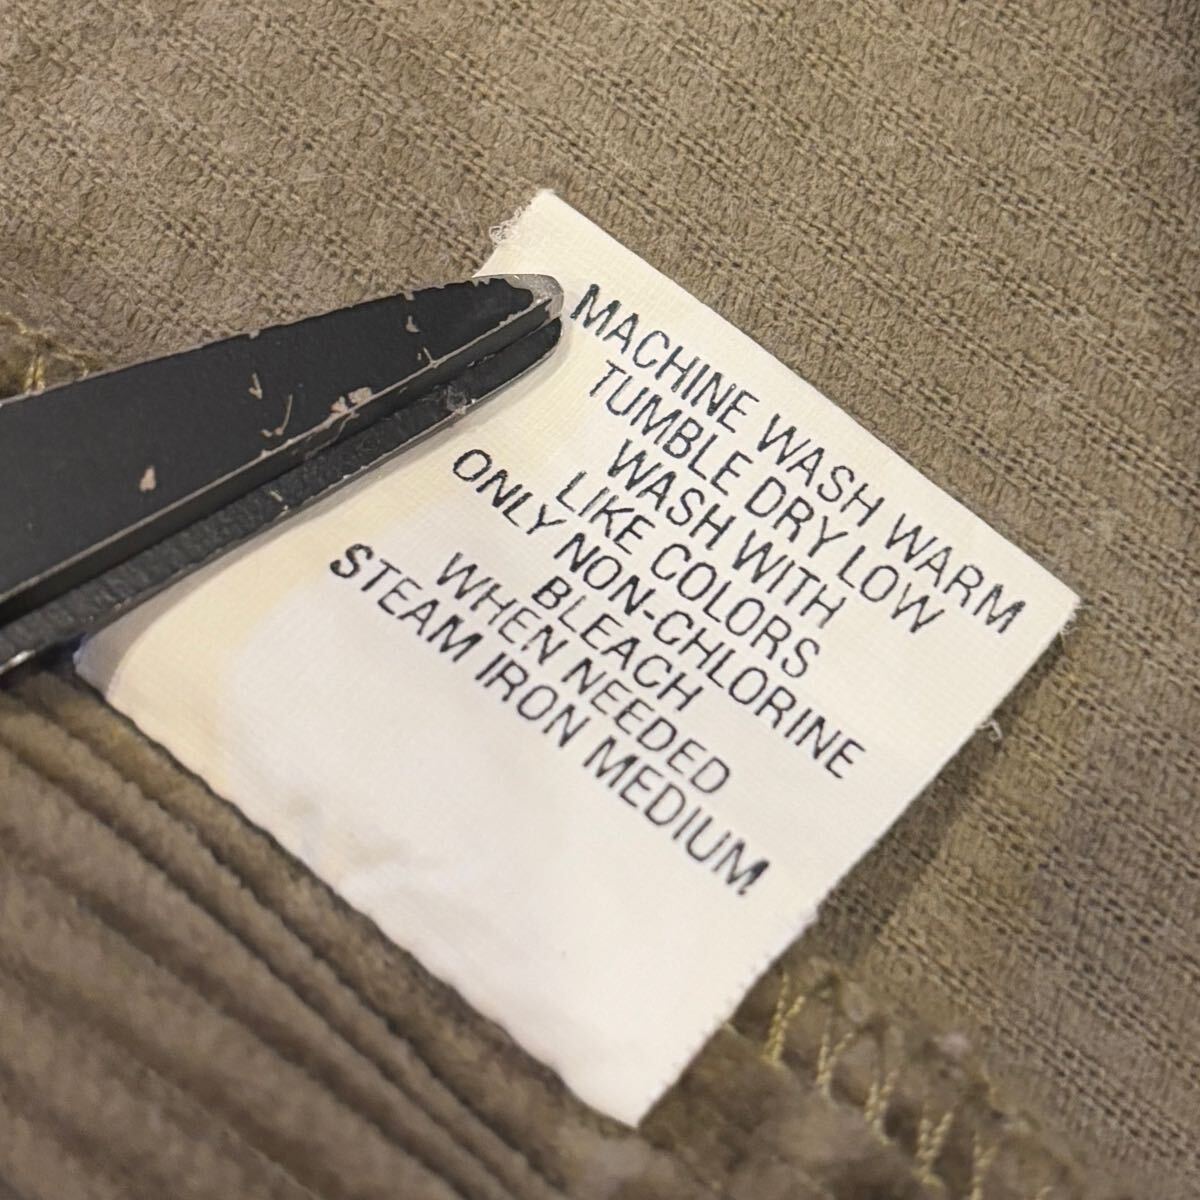 MACHINE WASH WARM
TUMBLE DRY LOW
WASH WITH
LIKE COLORS
ONLY NON-CHLORINE
BLEACH
WHEN NEEDED
STEAM IRON MEDIUM